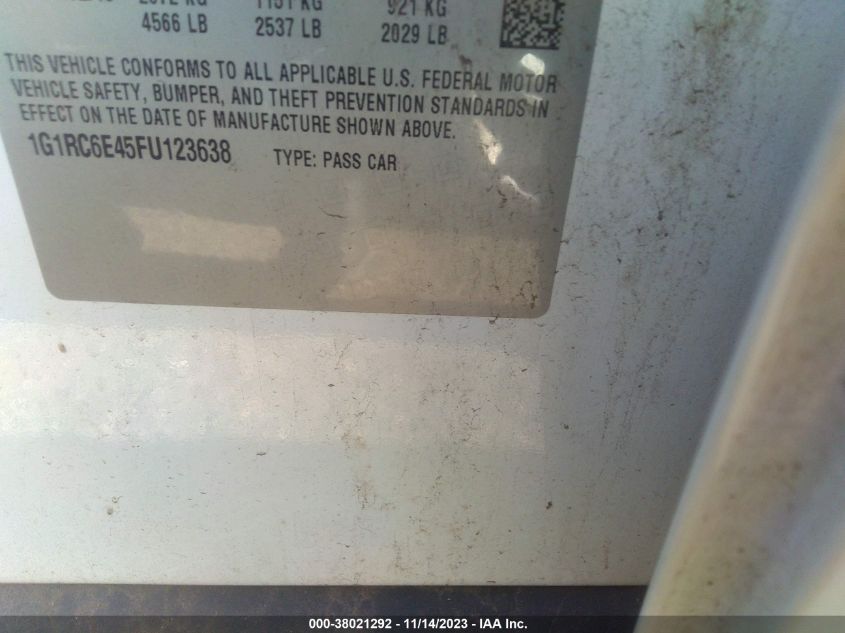 921 KG
4566 LB 2537 LB 2029 LB
THIS VEHICLE CONFORMS TO ALL APPLICABLE U.S. FEDERAL MOTOR
VEHICLE SAFETY, BUMPER, AND THEFT PREVENTION STANDARDS IN
EFFECT ON THE DATE OF MANUFACTURE SHOWN ABOVE.
1G1RC6E45FU123638 TYPE: PASS CAR
000-38021292 - 11/14/2023 - IAA Inc.